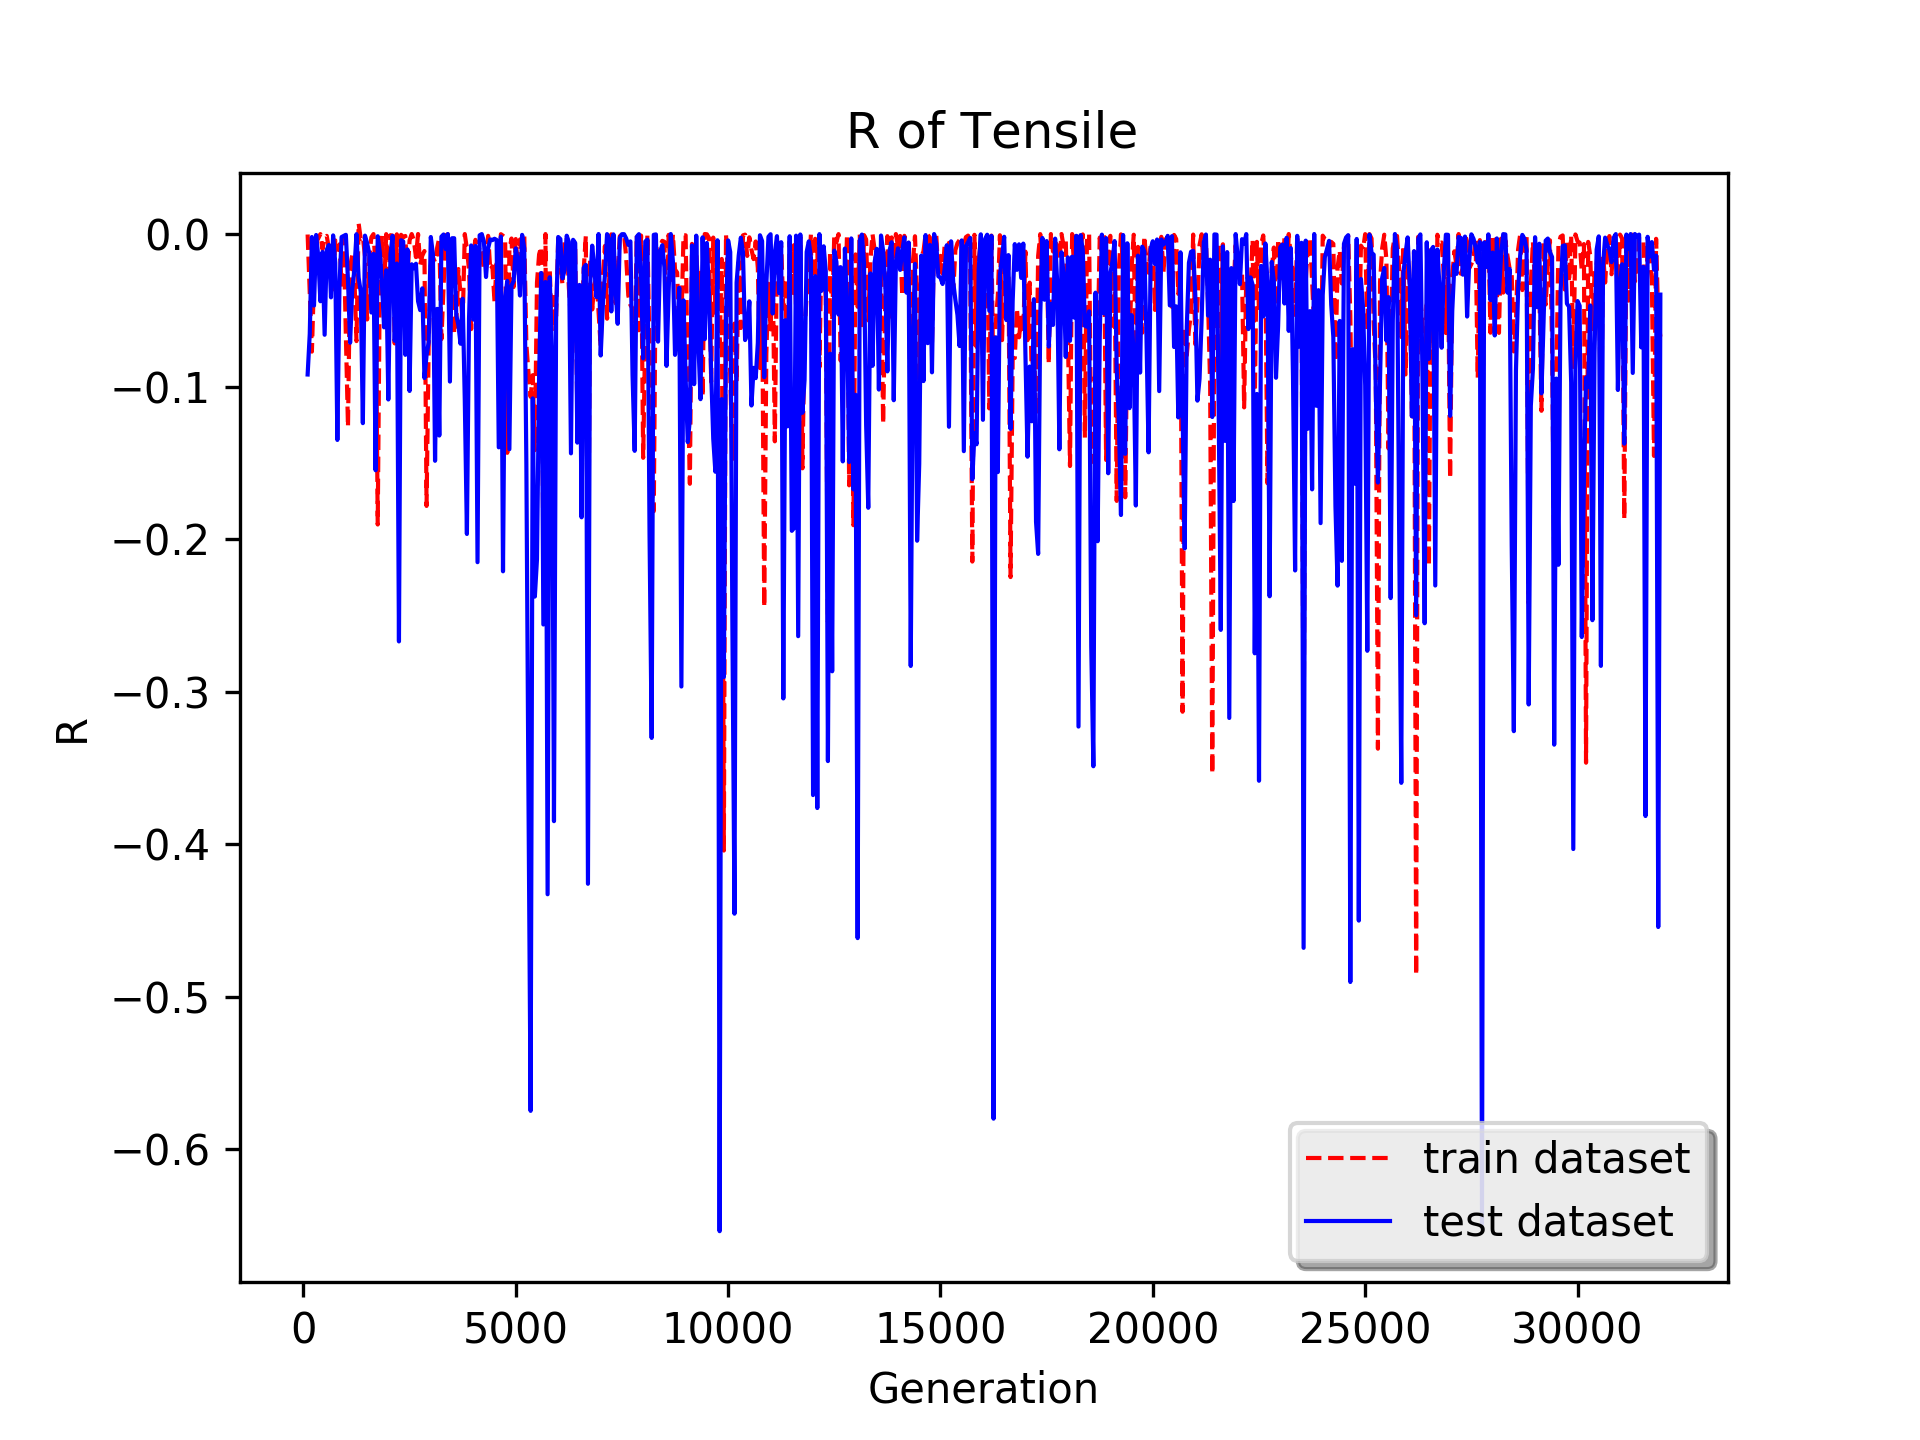 R of Tensile
0.0
−0.1
−0.2
−0.3
−0.4
−0.5
−0.6
R
train dataset
test dataset
0 5000 10000 15000 20000 25000 30000
Generation